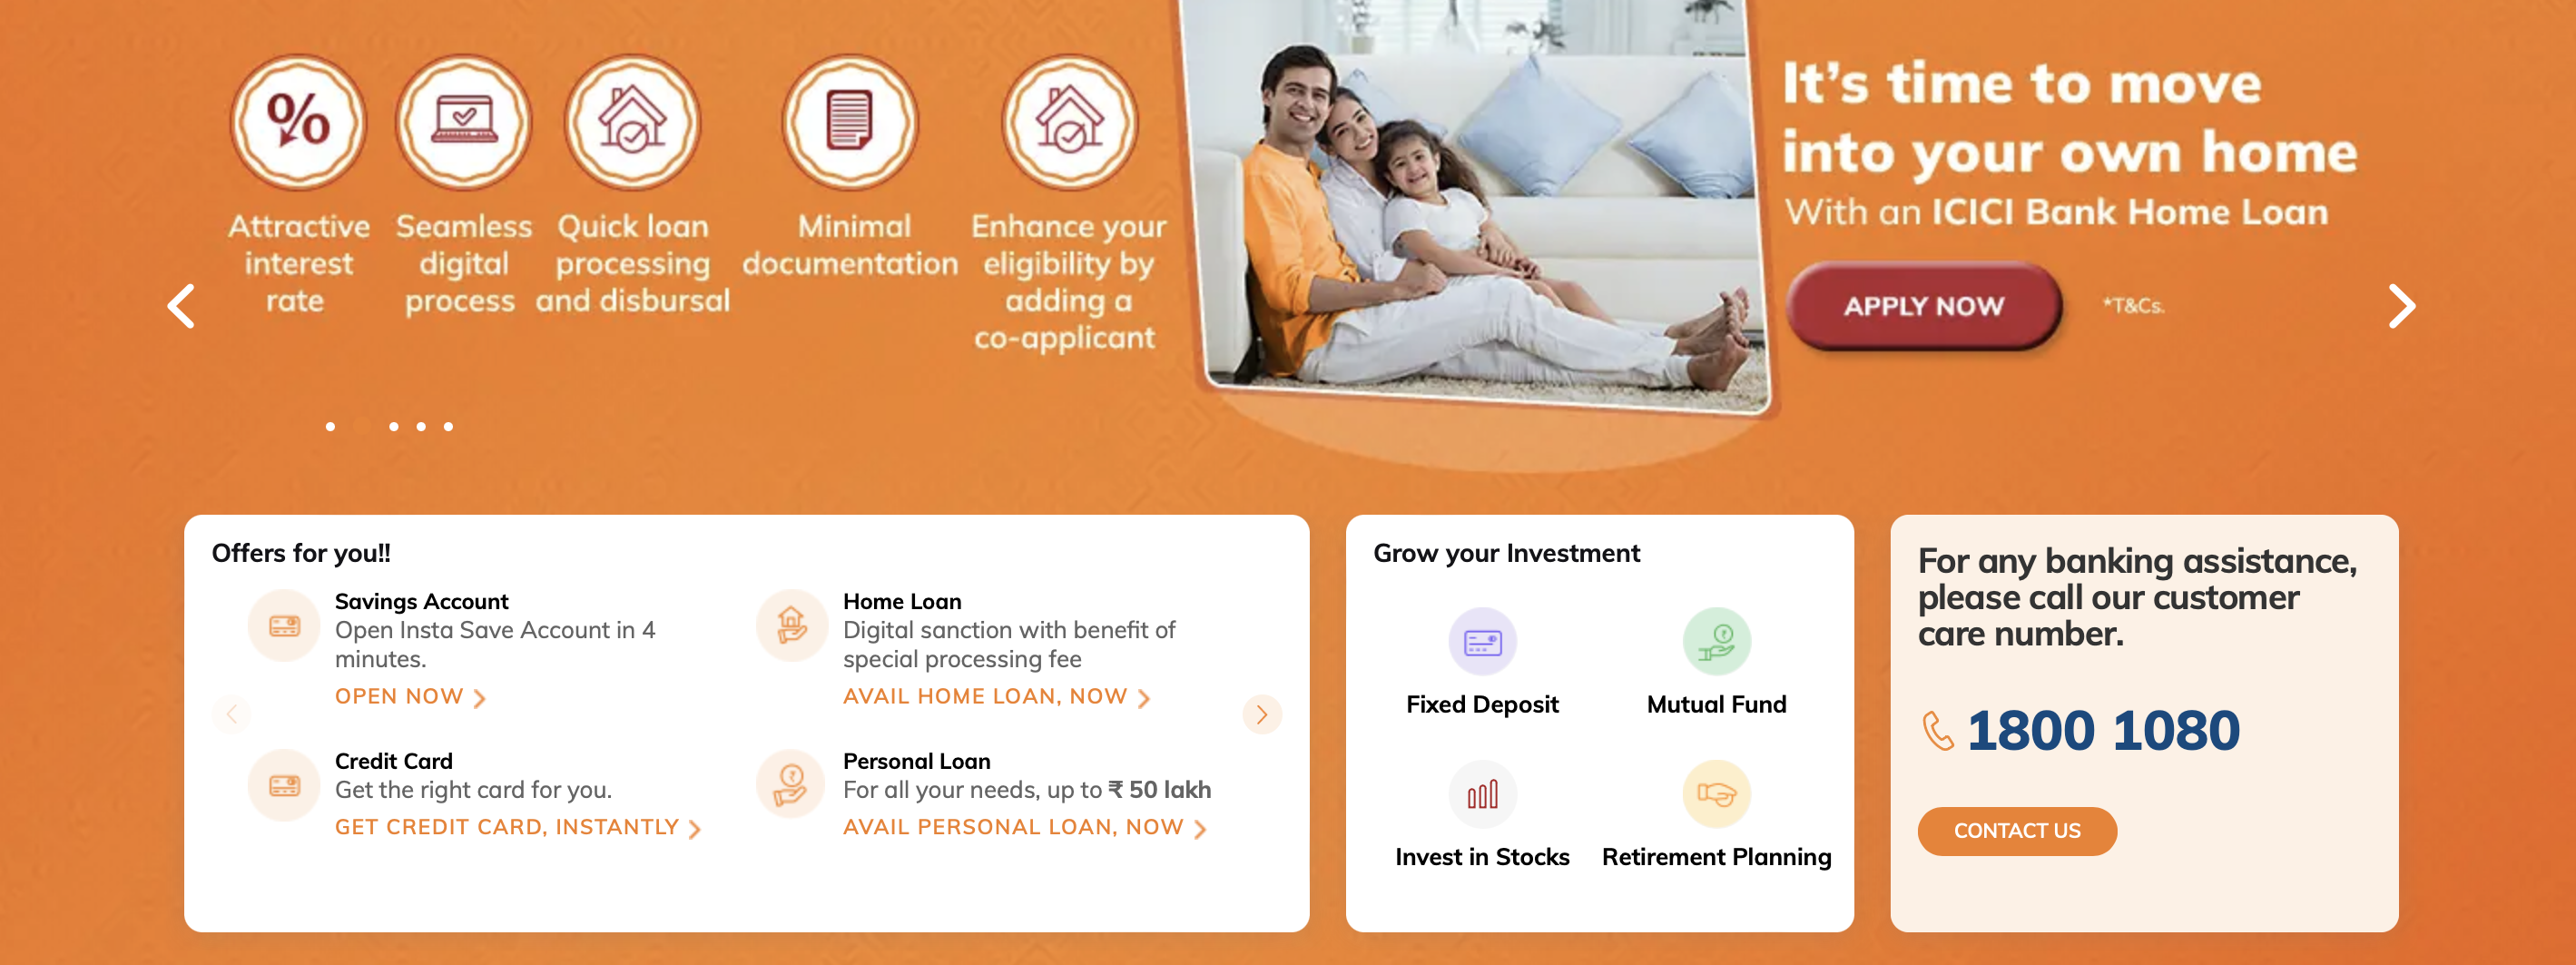 Attractive
interest
rate
Seamless
digital
process
Quick loan
processing
and disbursal
Minimal
documentation
Enhance your
eligibility by
adding a
co-applicant
It's time to move
into your own home
With an ICICI Bank Home Loan
APPLY NOW
*T&Cs.
Offers for you!!
Savings Account
Open Insta Save Account in 4
minutes.
OPEN NOW
Home Loan
Digital sanction with benefit of
special processing fee
AVAIL HOME LOAN, NOW
Credit Card
Get the right card for you.
GET CREDIT CARD, INSTANTLY
Personal Loan
For all your needs, up to ₹ 50 lakh
AVAIL PERSONAL LOAN, NOW
Grow your Investment
Fixed Deposit
Mutual Fund
Invest in Stocks
Retirement Planning
For any banking assistance,
please call our customer
care number.
1800 1080
CONTACT US